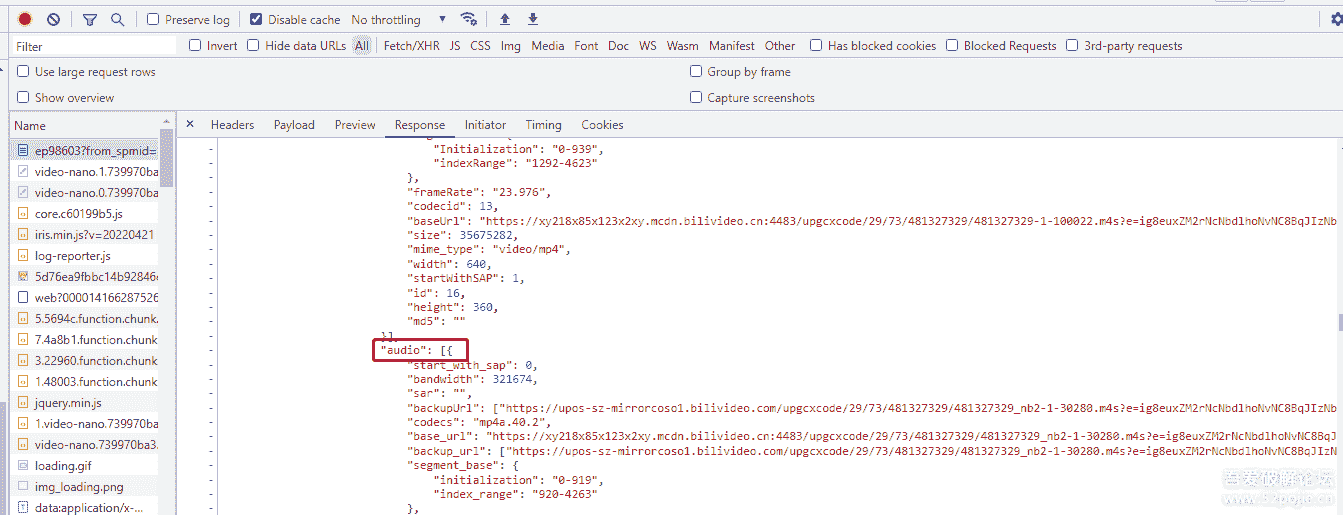 Preserve log Disable cache No throttling
Filter Invert Hide data URLs All Fetch/XHR JS CSS Img Media Font Doc WS Wasm Manifest Other Has blocked cookies Blocked Requests 3rd-party requests
Use large request rows Group by frame
Show overview Capture screenshots
Name × Headers Payload Preview Response Initiator Timing Cookies
ep98603?from_spmid=
video-nano.1.739970ba
video-nano.0.739970ba
core.c60199b5.js
iris.min.js?v=20220421
log-reporter.js
5d76ea9fbbc14b92846
web?000014166287526
5.5694c.function.chunk.
7.4a8b1.function.chunk
3.22960.function.chunk
1.48003.function.chunk
jquery.min.js
1.video-nano.739970ba
video-nano.739970ba3.
loading.gif
img_loading.png
data:application/x-...
"Initialization": "0-939",
"indexRange": "1292-4623"
},
"frameRate": "23.976",
"codecid": 13,
"baseUrl": "https://xy218x85x123x2xy.mcdn.bilivideo.cn:4483/upgcxcode/29/73/481327329/481327329-1-100022.m4s?e=ig8euxZM2rNcNbdlhoNvNC8BqJIzNb
"size": 35675282,
"mime_type": "video/mp4",
"width": 640,
"startWithSAP": 1,
"id": 16,
"height": 360,
"md5": ""
}],
"audio": [{
"start_with_sap": 0,
"bandwidth": 321674,
"sar": "",
"backupUrl": ["https://upos-sz-mirrorcoso1.bilivideo.com/upgcxcode/29/73/481327329/481327329_nb2-1-30280.m4s?e=ig8euxZM2rNcNbdlhoNvNC8BqJIzN
"codecs": "mp4a.40.2",
"base_url": "https://xy218x85x123x2xy.mcdn.bilivideo.cn:4483/upgcxcode/29/73/481327329/481327329_nb2-1-30280.m4s?e=ig8euxZM2rNcNbdlhoNvNC8BqJ
"backup_url": ["https://upos-sz-mirrorcoso1.bilivideo.com/upgcxcode/29/73/481327329/481327329_nb2-1-30280.m4s?e=ig8euxZM2rNcNbdlhoNvNC8BqJIzN
"segment_base": {
"initialization": "0-919",
"index_range": "920-4263"
},